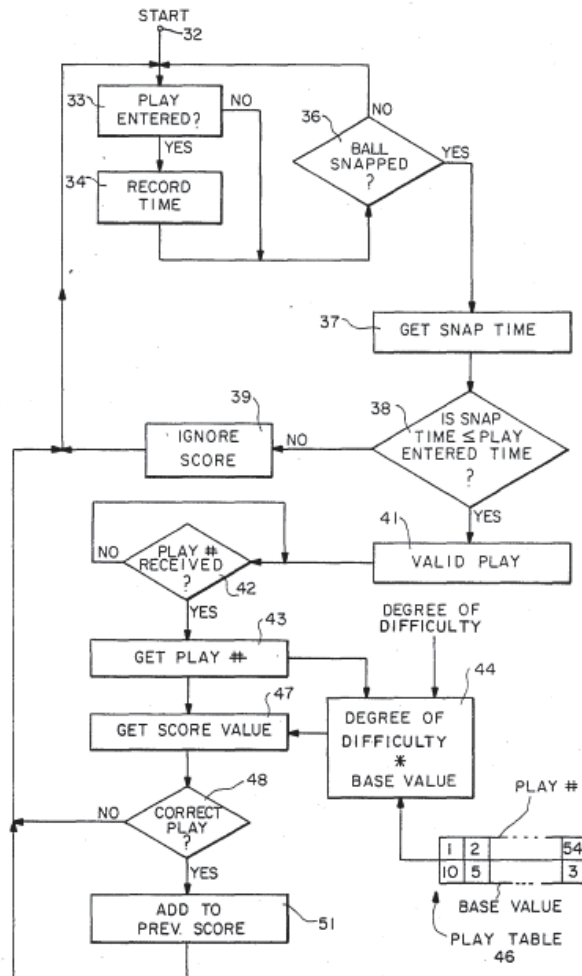 START
32
33
PLAY
ENTERED?
NO
YES
34
RECORD
TIME
36
NO
BALL
SNAPPED
?
YES
37
GET SNAP TIME
38
IS SNAP
TIME ≤ PLAY
ENTERED TIME
?
NO
YES
39
IGNORE
SCORE
41
VALID PLAY
NO
PLAY #
RECEIVED
?
42
YES
43
GET PLAY #
DEGREE OF
DIFFICULTY
44
DEGREE OF
DIFFICULTY
*
BASE VALUE
47
GET SCORE VALUE
48
NO
CORRECT
PLAY
?
YES
PLAY #
1 2 54
10 5 3
BASE VALUE
PLAY TABLE
46
ADD TO
PREV. SCORE
51